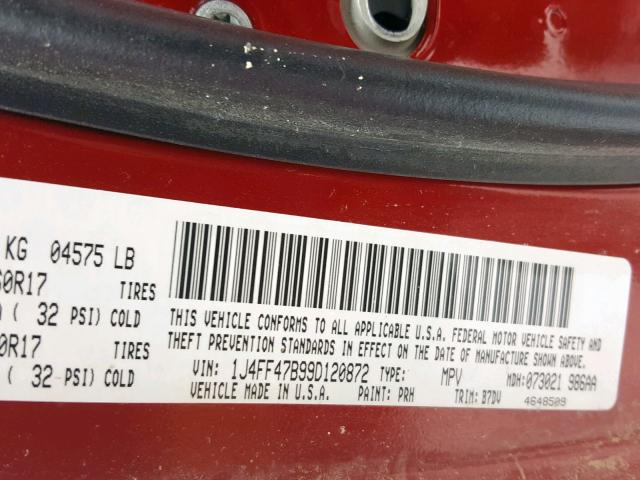 KG 04575 LB
60R17 TIRES
( 32 PSI) COLD
0R17 TIRES
( 32 PSI) COLD
THIS VEHICLE CONFORMS TO ALL APPLICABLE U.S.A. FEDERAL MOTOR VEHICLE SAFETY AND
THEFT PREVENTION STANDARDS IN EFFECT ON THE DATE OF MANUFACTURE SHOWN ABOVE.
VIN: 1J4FF47B99D120872 TYPE: MPV MDH: 073021 986AA
VEHICLE MADE IN U.S.A. PAINT: PRH TRIM: B7DV 4648509